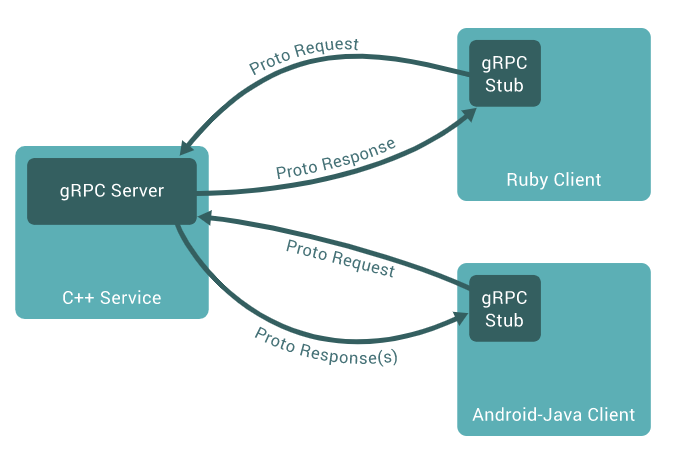 Proto Request
gRPC
Stub
Proto Response
Ruby Client
gRPC Server
Proto Request
C++ Service
gRPC
Stub
Proto Response(s)
Android-Java Client